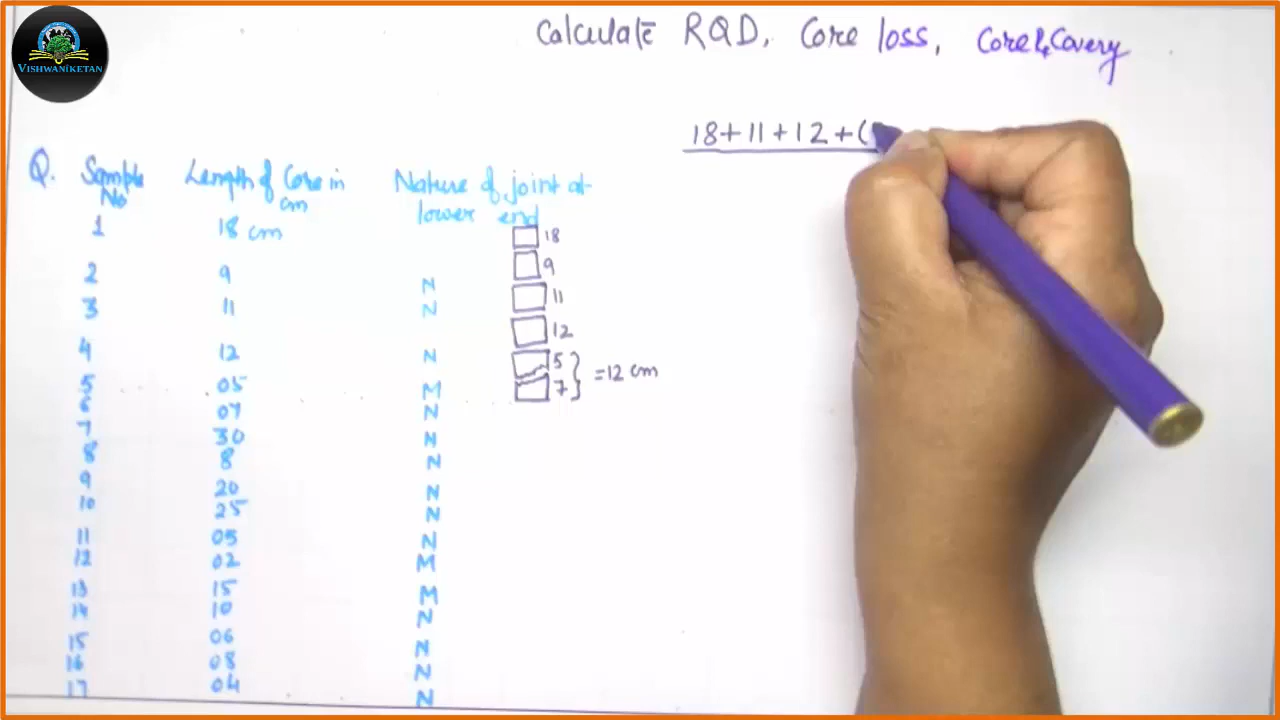 VISHWANIKETAN
Calculate RQD, Core loss, Core Recovery
18+11+12+(
Q. Sample No Length of Core in cm Nature of joint at lower end
1 18 cm
2 9 N
3 11 N
4 12 N
5 05 M
6 07 N
7 30 N
8 8 N
9 20 N
10 25 N
11 05 N
12 02 M
13 15 M
14 10 N
15 06 N
16 08 N
17 04 N
18
9
11
12
5
7
=12 cm